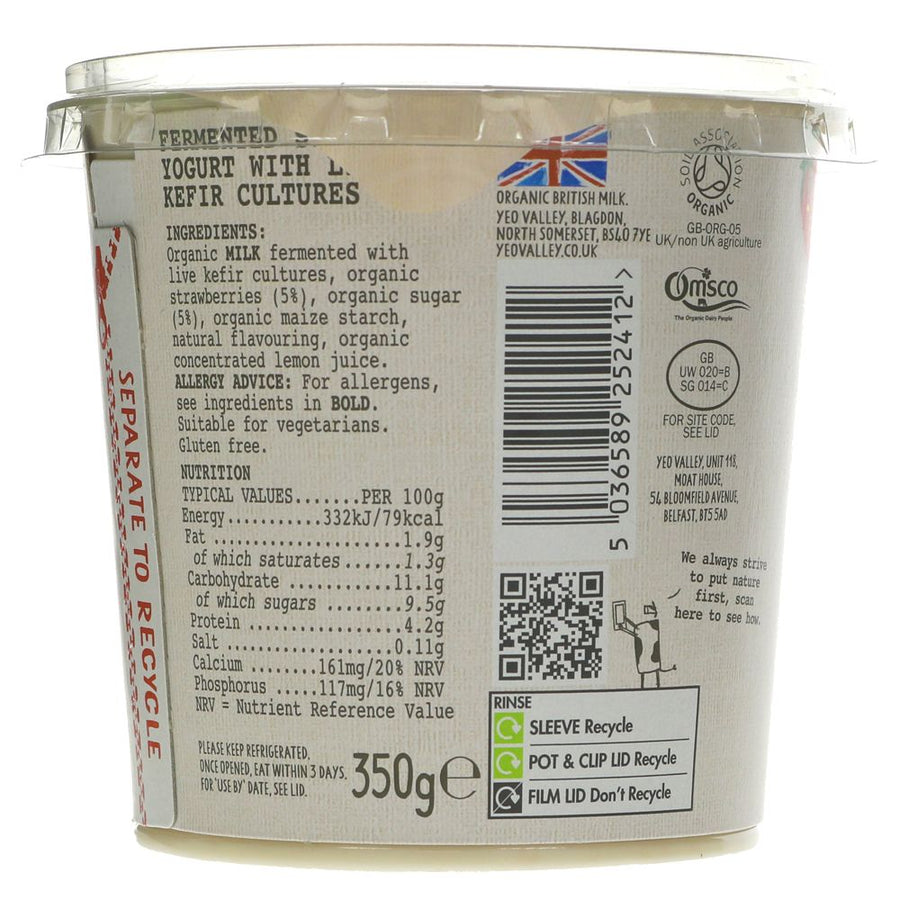 FERMENTED
YOGURT WITH
KEFIR CULTURES
INGREDIENTS:
Organic MILK fermented with
live kefir cultures, organic
strawberries (5%), organic sugar
(5%), organic maize starch,
natural flavouring, organic
concentrated lemon juice.
ALLERGY ADVICE: For allergens,
see ingredients in BOLD.
Suitable for vegetarians.
Gluten free.
NUTRITION
TYPICAL VALUES.......PER 100g
Energy..........332kJ/79kcal
Fat ......................1.9g
of which saturates ......1.3g
Carbohydrate ............11.1g
of which sugars ........9.5g
Protein ..................4.2g
Salt .....................0.11g
Calcium ........161mg/20% NRV
Phosphorus .....117mg/16% NRV
NRV = Nutrient Reference Value
PLEASE KEEP REFRIGERATED.
ONCE OPENED, EAT WITHIN 3 DAYS.
FOR 'USE BY' DATE, SEE LID.
350g℮
SEPARATE TO RECYCLE
ORGANIC BRITISH MILK.
YEO VALLEY, BLAGDON,
NORTH SOMERSET, BS40 7YE
YEOVALLEY.CO.UK
5 036589 252412 >
SOIL ASSOCIATION
ORGANIC
GB-ORG-05
UK/non UK agriculture
Omsco
The Organic Dairy People
GB
UW 020=B
SG 014=C
FOR SITE CODE,
SEE LID
YEO VALLEY, UNIT 118,
MOAT HOUSE,
54 BLOOMFIELD AVENUE,
BELFAST, BT5 5AD
We always strive
to put nature
first, scan
here to see how.
RINSE
SLEEVE Recycle
POT & CLIP LID Recycle
FILM LID Don't Recycle